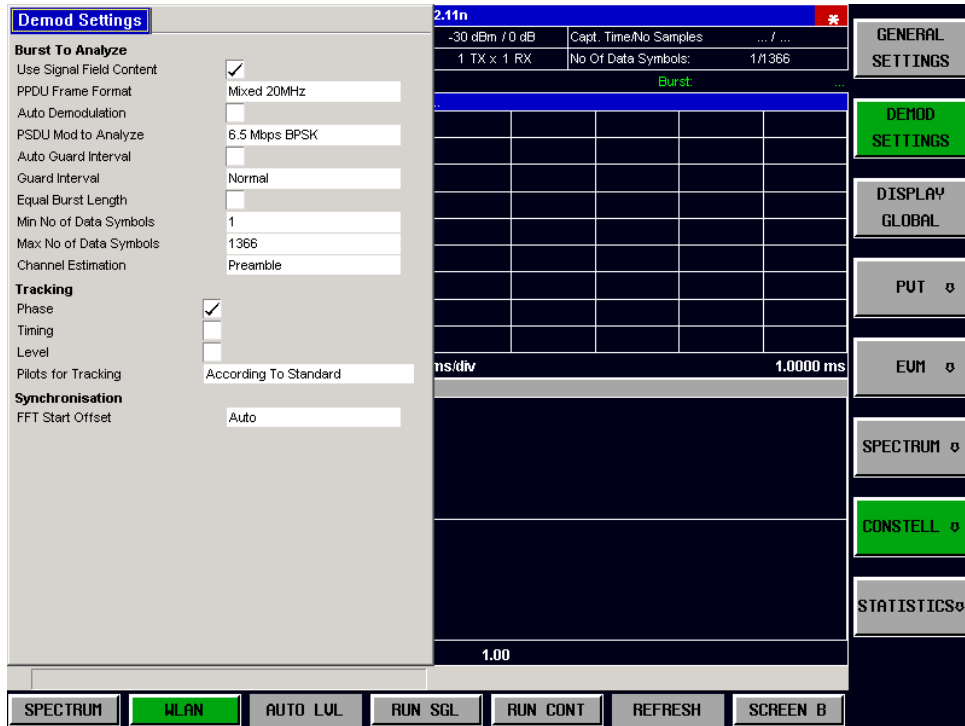 Demod Settings
Burst To Analyze
Use Signal Field Content
PPDU Frame Format Mixed 20MHz
Auto Demodulation
PSDU Mod to Analyze 6.5 Mbps BPSK
Auto Guard Interval
Guard Interval Normal
Equal Burst Length
Min No of Data Symbols 1
Max No of Data Symbols 1366
Channel Estimation Preamble
Tracking
Phase
Timing
Level
Pilots for Tracking According To Standard
Synchronisation
FFT Start Offset Auto
2.11n
-30 dBm / 0 dB Capt. Time/No Samples ... / ...
1 TX x 1 RX No Of Data Symbols: 1/1366
Burst: ...
..
ms/div 1.0000 ms
1.00
GENERAL
SETTINGS
DEMOD
SETTINGS
DISPLAY
GLOBAL
PVT
EVM
SPECTRUM
CONSTELL
STATISTICS
SPECTRUM WLAN AUTO LVL RUN SGL RUN CONT REFRESH SCREEN B